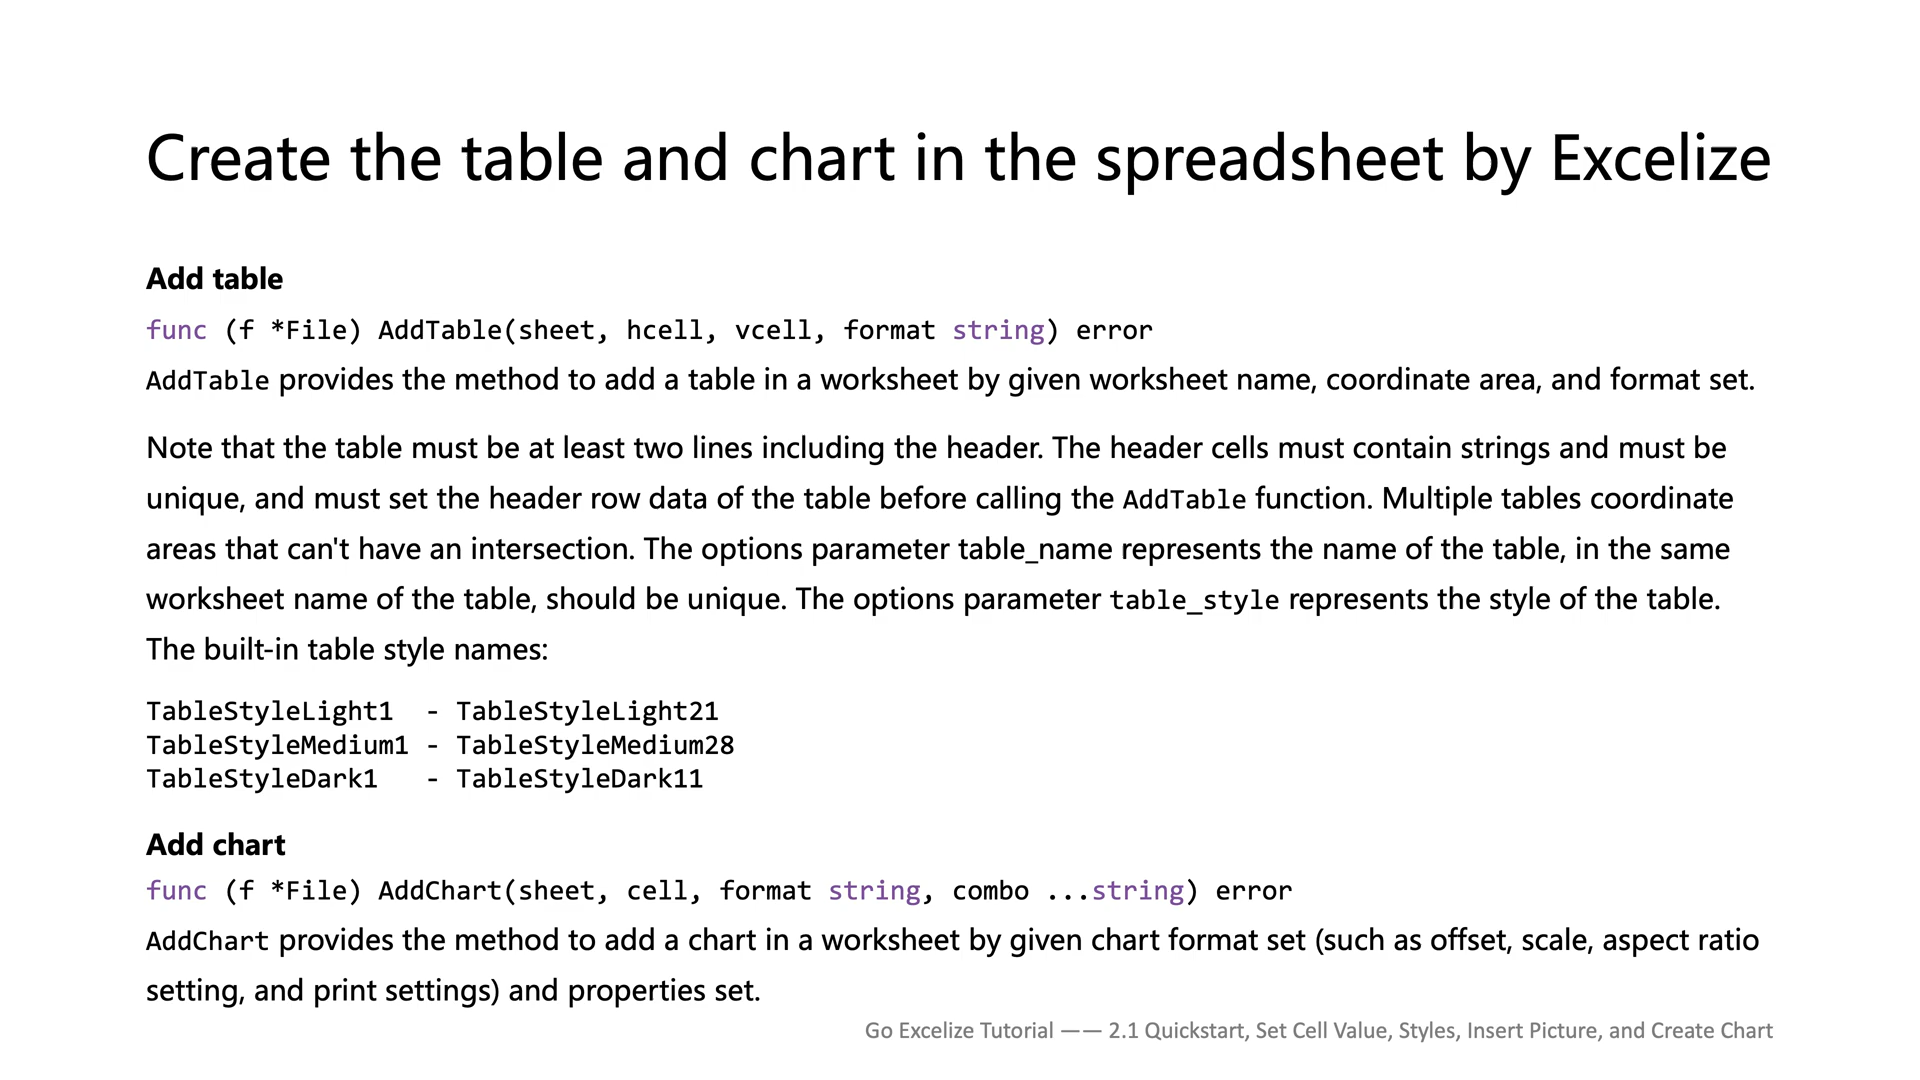 Create the table and chart in the spreadsheet by Excelize
Add table
func (f *File) AddTable(sheet, hcell, vcell, format string) error
AddTable provides the method to add a table in a worksheet by given worksheet name, coordinate area, and format set.
Note that the table must be at least two lines including the header. The header cells must contain strings and must be
unique, and must set the header row data of the table before calling the AddTable function. Multiple tables coordinate
areas that can't have an intersection. The options parameter table_name represents the name of the table, in the same
worksheet name of the table, should be unique. The options parameter table_style represents the style of the table.
The built-in table style names:
TableStyleLight1  - TableStyleLight21
TableStyleMedium1 - TableStyleMedium28
TableStyleDark1   - TableStyleDark11
Add chart
func (f *File) AddChart(sheet, cell, format string, combo ...string) error
AddChart provides the method to add a chart in a worksheet by given chart format set (such as offset, scale, aspect ratio
setting, and print settings) and properties set.
Go Excelize Tutorial —— 2.1 Quickstart, Set Cell Value, Styles, Insert Picture, and Create Chart